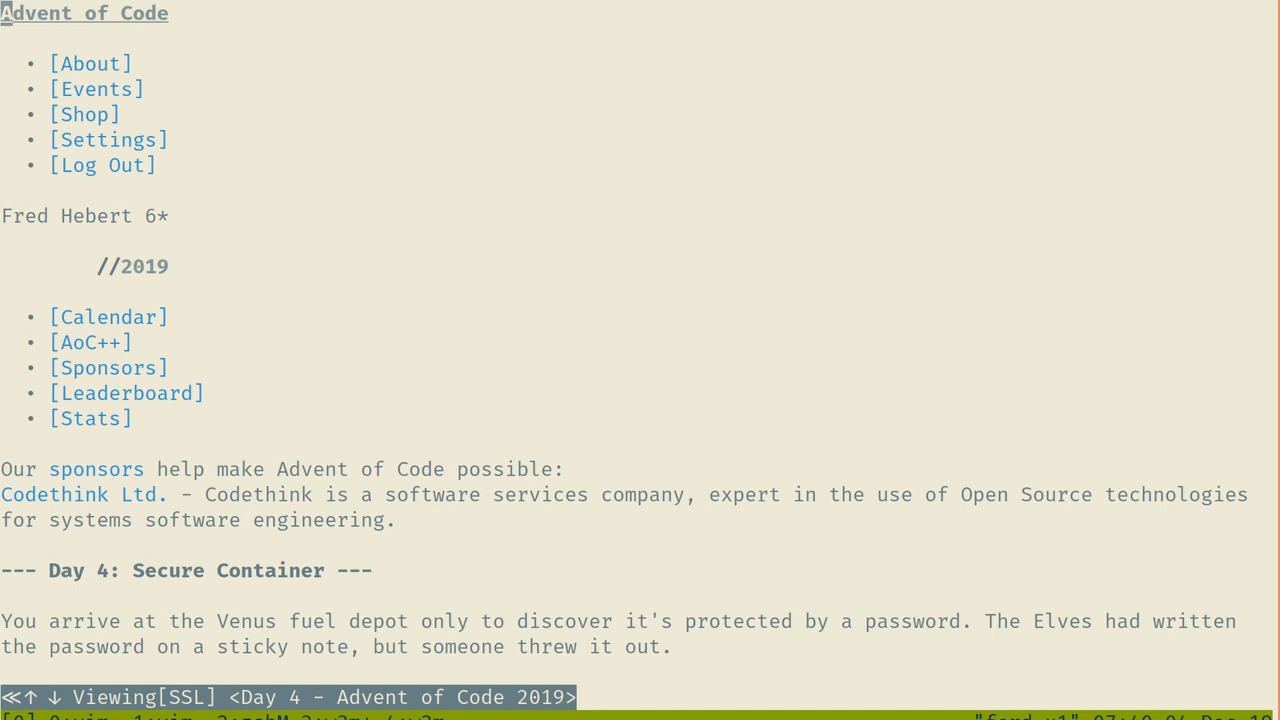 Advent of Code
• [About]
• [Events]
• [Shop]
• [Settings]
• [Log Out]
Fred Hebert 6*
//2019
• [Calendar]
• [AoC++]
• [Sponsors]
• [Leaderboard]
• [Stats]
Our sponsors help make Advent of Code possible:
Codethink Ltd. - Codethink is a software services company, expert in the use of Open Source technologies
for systems software engineering.
--- Day 4: Secure Container ---
You arrive at the Venus fuel depot only to discover it's protected by a password. The Elves had written
the password on a sticky note, but someone threw it out.
≪↑ ↓ Viewing[SSL] <Day 4 - Advent of Code 2019>